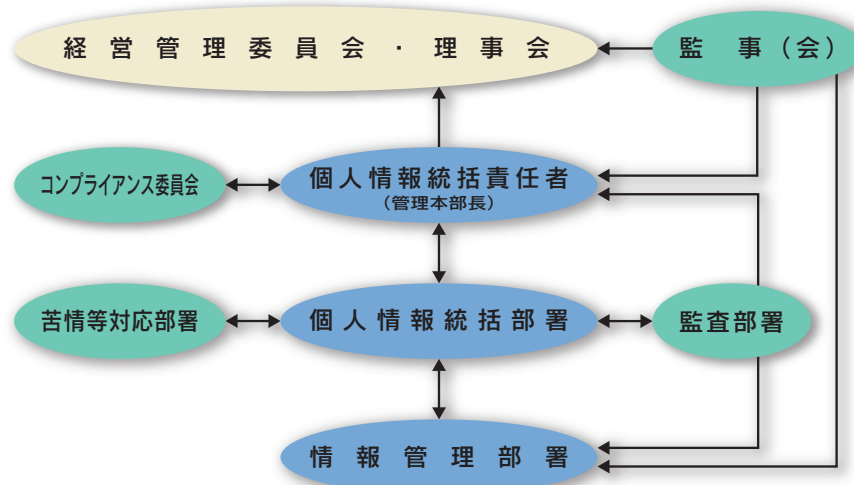 経営管理委員会・理事会
監事（会）
コンプライアンス委員会
個人情報統括責任者
（管理本部長）
苦情等対応部署
個人情報統括部署
監査部署
情報管理部署